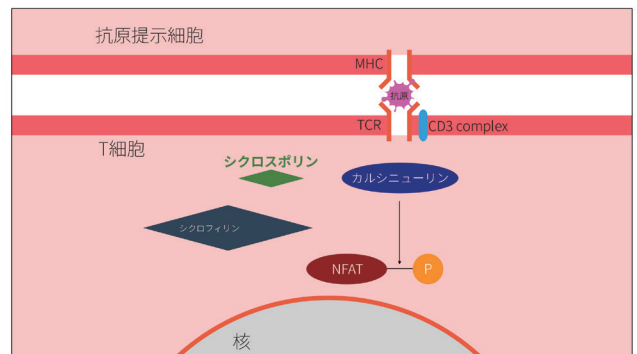 抗原提示細胞
MHC
抗原
TCR
CD3 complex
T細胞
シクロスポリン
カルシニューリン
シクロフィリン
NFAT
P
核